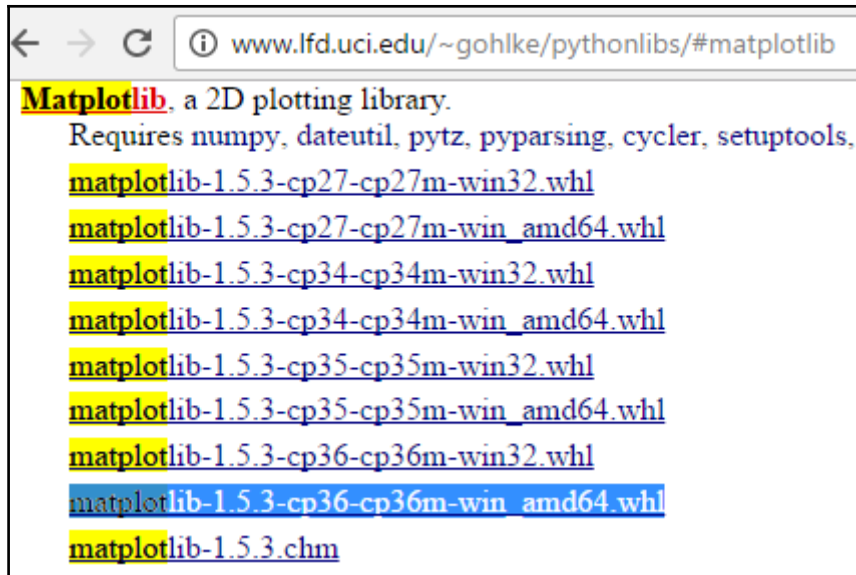 www.lfd.uci.edu/~gohlke/pythonlibs/#matplotlib
Matplotlib, a 2D plotting library.
Requires numpy, dateutil, pytz, pyparsing, cycler, setuptools,
matplotlib-1.5.3-cp27-cp27m-win32.whl
matplotlib-1.5.3-cp27-cp27m-win_amd64.whl
matplotlib-1.5.3-cp34-cp34m-win32.whl
matplotlib-1.5.3-cp34-cp34m-win_amd64.whl
matplotlib-1.5.3-cp35-cp35m-win32.whl
matplotlib-1.5.3-cp35-cp35m-win_amd64.whl
matplotlib-1.5.3-cp36-cp36m-win32.whl
matplotlib-1.5.3-cp36-cp36m-win_amd64.whl
matplotlib-1.5.3.chm